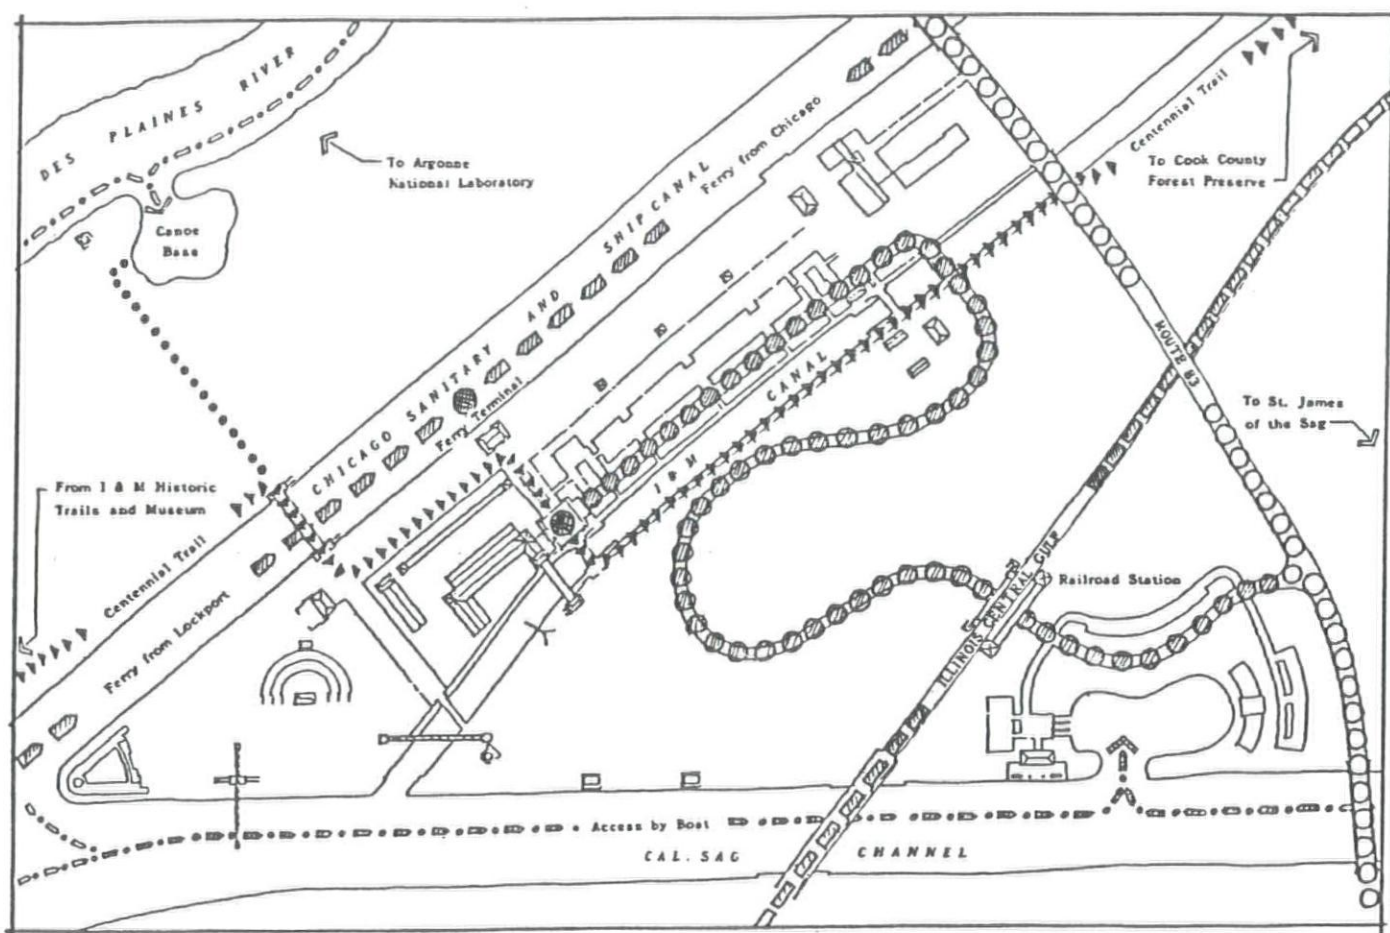 DES PLAINES RIVER
To Argonne
National Laboratory
Canoe
Base
CHICAGO SANITARY AND SHIP CANAL
Ferry from Chicago
Centennial Trail
To Cook County
Forest Preserve
ROUTE 83
To St. James
of the Sag
Ferry Terminal
I & M CANAL
From I & M Historic
Trails and Museum
Centennial Trail
Ferry from Lockport
ILLINOIS CENTRAL GULF
Railroad Station
Access by Boat
CAL. SAG CHANNEL